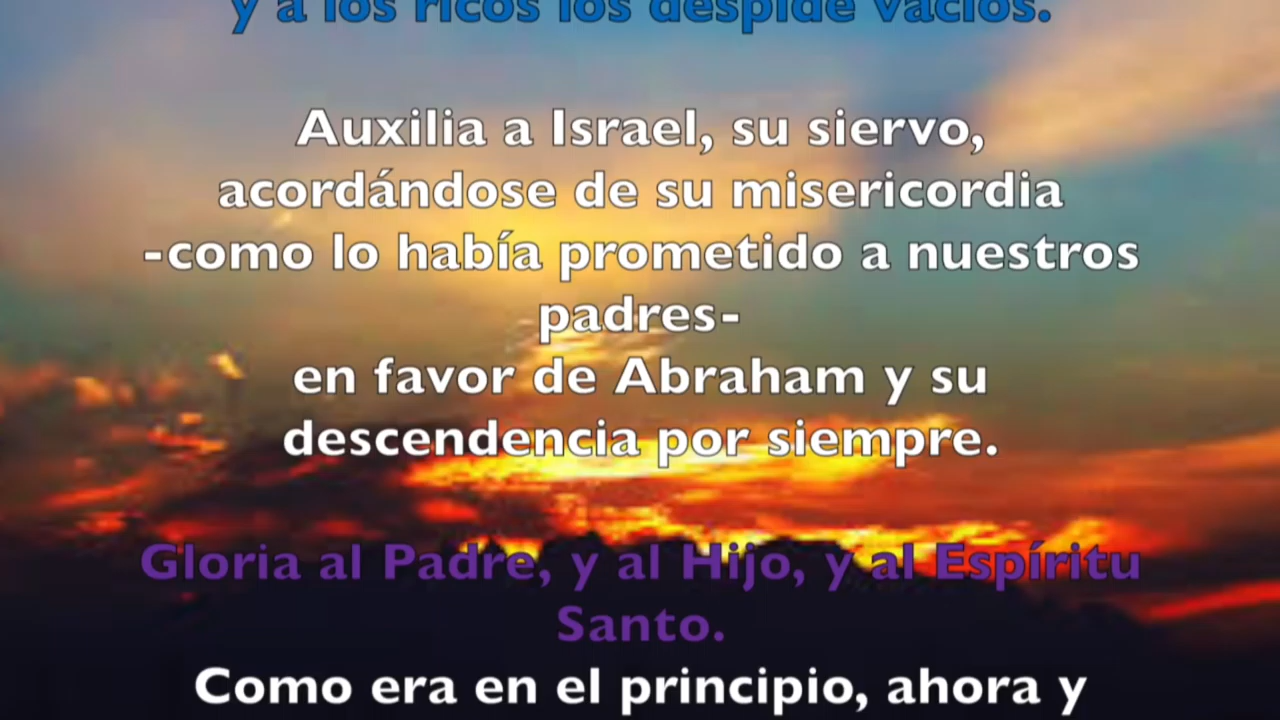 y a los ricos los despide vacíos.
Auxilia a Israel, su siervo,
acordándose de su misericordia
-como lo había prometido a nuestros
padres-
en favor de Abraham y su
descendencia por siempre.
Gloria al Padre, y al Hijo, y al Espíritu
Santo.
Como era en el principio, ahora y